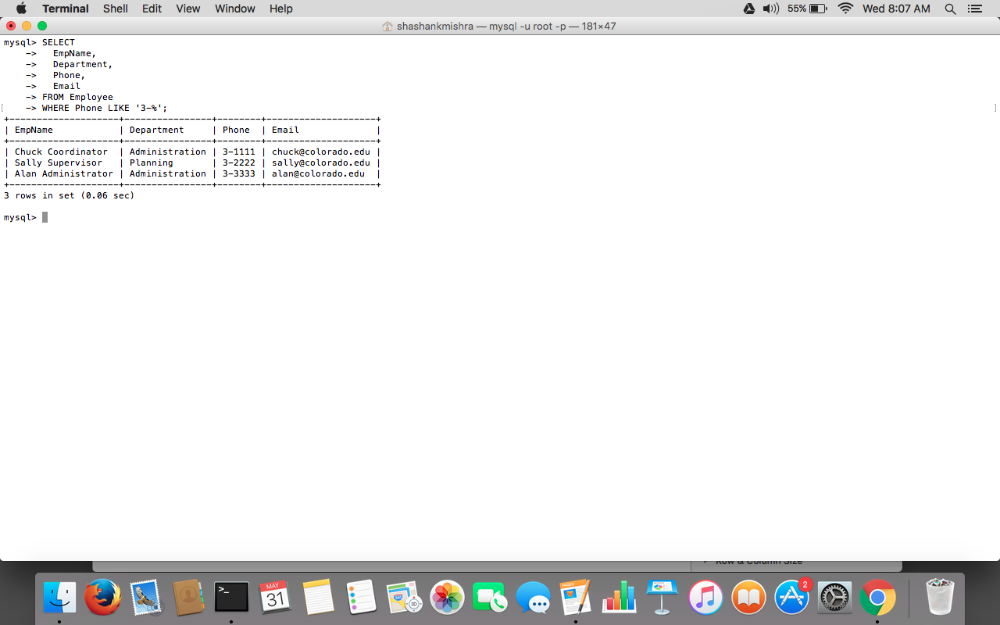 Terminal Shell Edit View Window Help 55% Wed 8:07 AM
shashankmishra — mysql -u root -p — 181×47
mysql> SELECT
    ->   EmpName,
    ->   Department,
    ->   Phone,
    ->   Email
    -> FROM Employee
[    -> WHERE Phone LIKE '3-%'; ]
+--------------------+----------------+--------+--------------------+
| EmpName            | Department     | Phone  | Email              |
+--------------------+----------------+--------+--------------------+
| Chuck Coordinator  | Administration | 3-1111 | chuck@colorado.edu |
| Sally Supervisor   | Planning       | 3-2222 | sally@colorado.edu |
| Alan Administrator | Administration | 3-3333 | alan@colorado.edu  |
+--------------------+----------------+--------+--------------------+
3 rows in set (0.06 sec)
mysql>
Row & Column Size
>_ MAY PAGES 2
31 280 3D